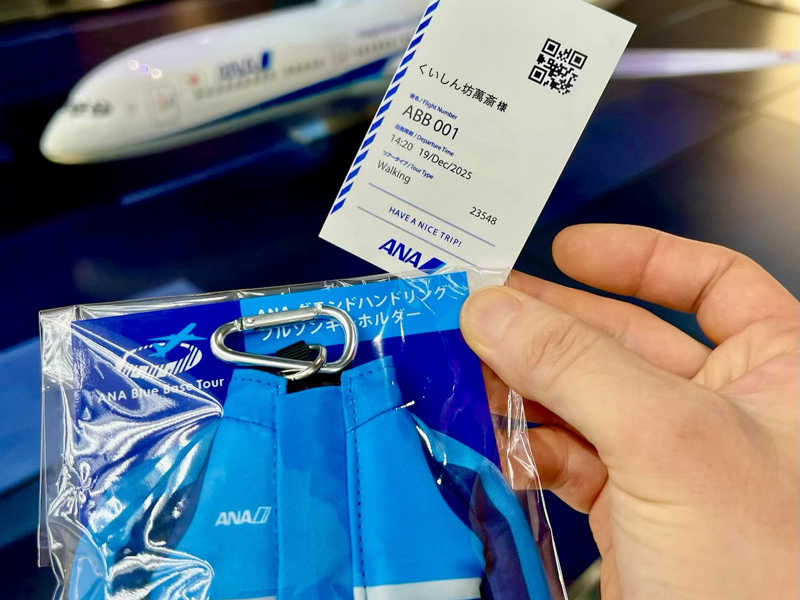 ANA
くいしん坊萬斎様
便名/Flight Number
ABB 001
出発時刻/Departure Time
14:20 19/Dec/2025
ツアータイプ/Tour Type
Walking
23548
HAVE A NICE TRIP!
ANA
ANA グランドハンドリング
ブルゾンキーホルダー
ANA Blue Base Tour
ANA